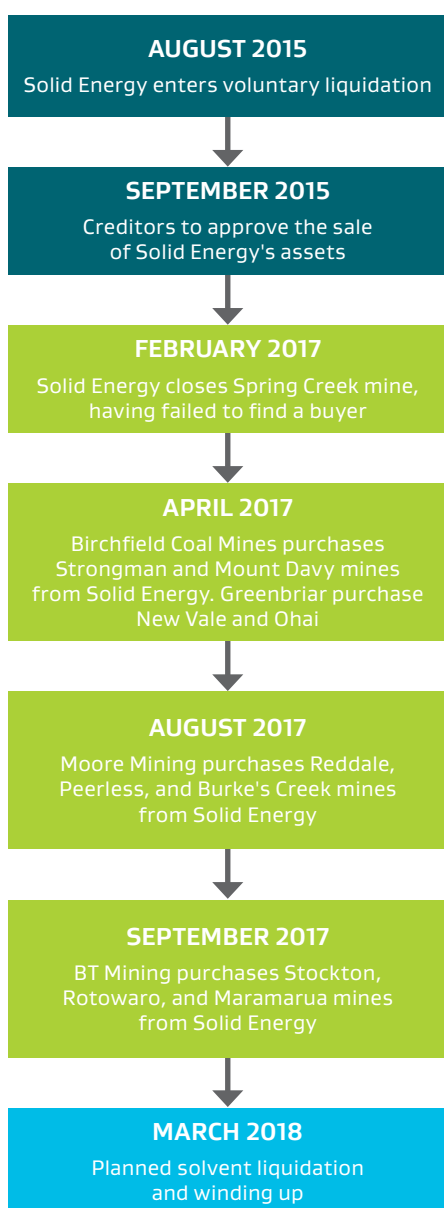 AUGUST 2015
Solid Energy enters voluntary liquidation
SEPTEMBER 2015
Creditors to approve the sale
of Solid Energy's assets
FEBRUARY 2017
Solid Energy closes Spring Creek mine,
having failed to find a buyer
APRIL 2017
Birchfield Coal Mines purchases
Strongman and Mount Davy mines
from Solid Energy. Greenbriar purchase
New Vale and Ohai
AUGUST 2017
Moore Mining purchases Reddale,
Peerless, and Burke's Creek mines
from Solid Energy
SEPTEMBER 2017
BT Mining purchases Stockton,
Rotowaro, and Maramarua mines
from Solid Energy
MARCH 2018
Planned solvent liquidation
and winding up